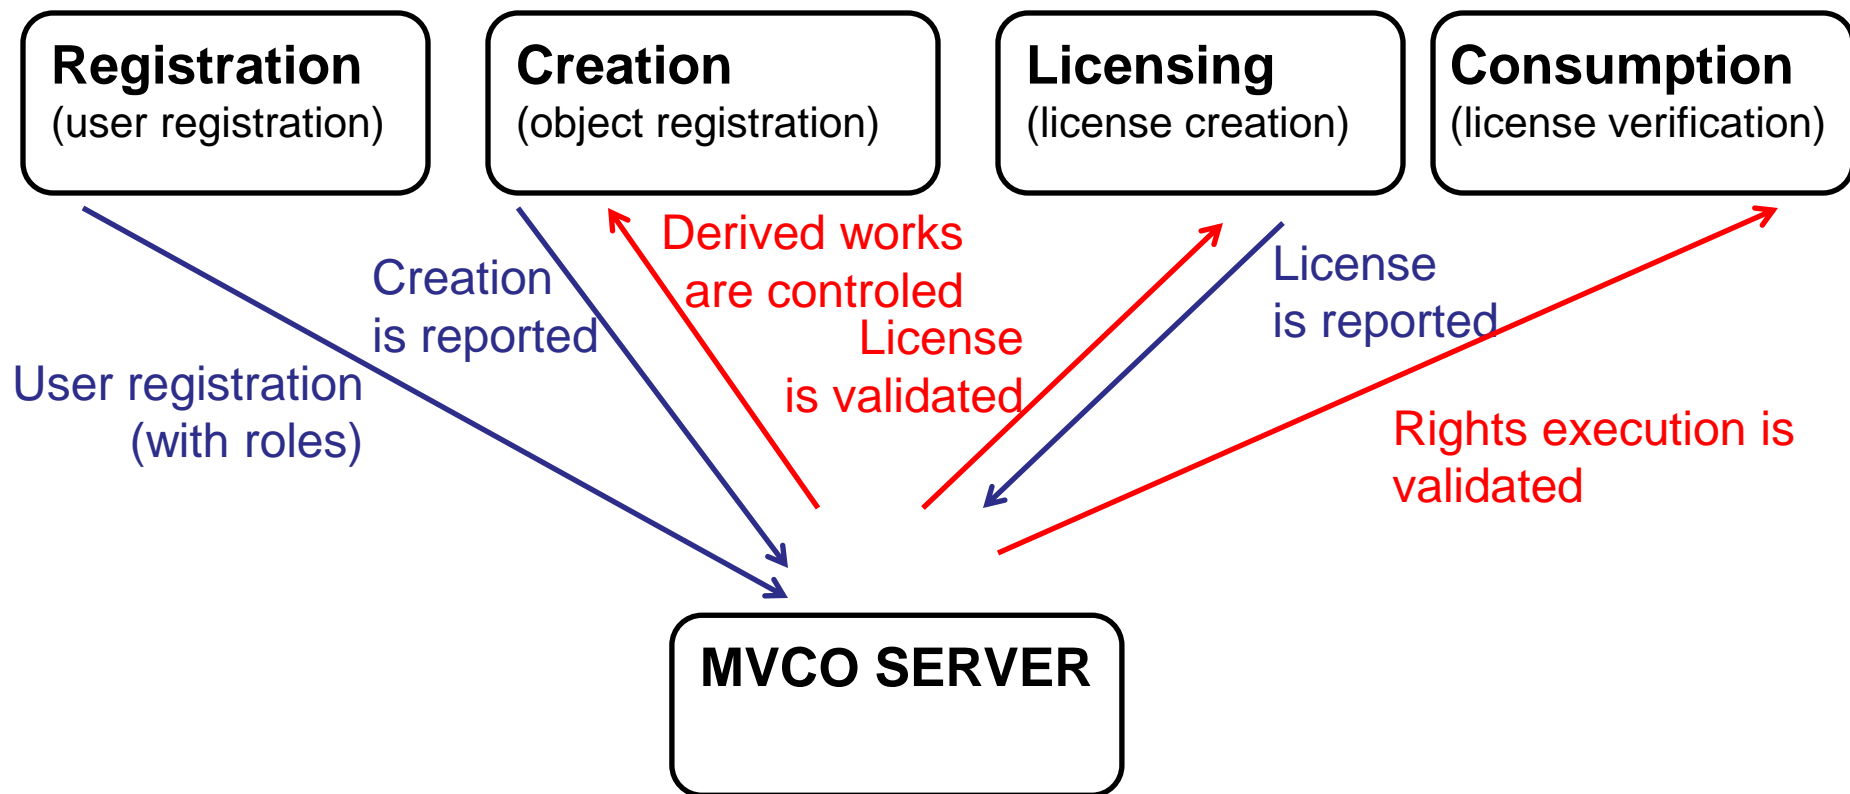 Registration
(user registration)
Creation
(object registration)
Licensing
(license creation)
Consumption
(license verification)
Derived works
are controled
Creation
is reported
License
is reported
License
is validated
User registration
(with roles)
Rights execution is
validated
MVCO SERVER